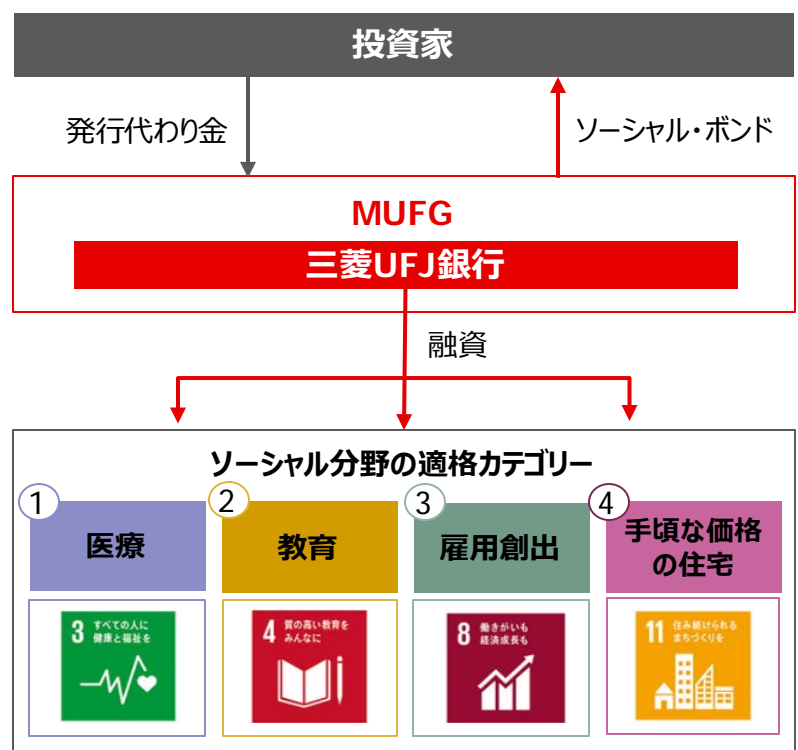 投資家
発行代わり金
ソーシャル・ボンド
MUFG
三菱UFJ銀行
融資
ソーシャル分野の適格カテゴリー
1
医療
2
教育
3
雇用創出
4
手頃な価格
の住宅
3 すべての人に
健康と福祉を
4 質の高い教育を
みんなに
8 働きがいも
経済成長も
11 住み続けられる
まちづくりを